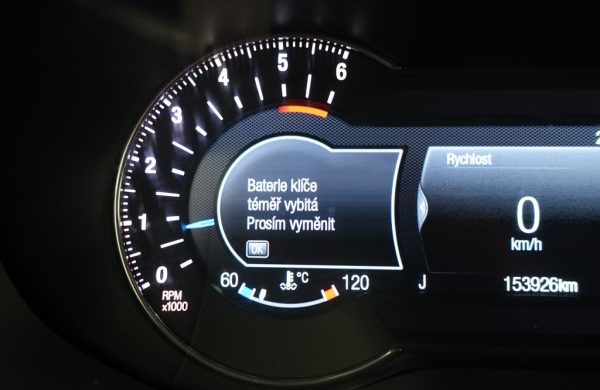 6
5
4
3
2
1
0
RPM
x1000
Baterie klíče
téměř vybitá
Prosím vyměnit
OK
60
°C
120
Rychlost
0
km/h
J
153926km
2